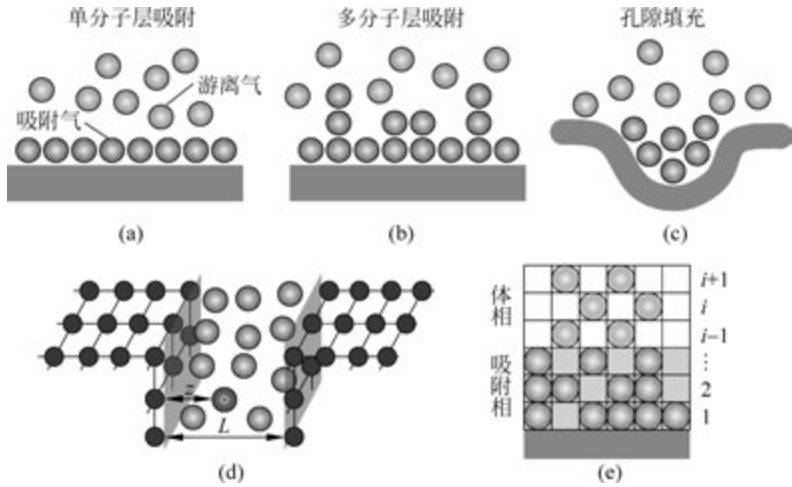 单分子层吸附
多分子层吸附
孔隙填充
游离气
吸附气
(a)
(b)
(c)
z
L
(d)
体相
吸附相
i+1
i
i–1
⋮
2
1
(e)